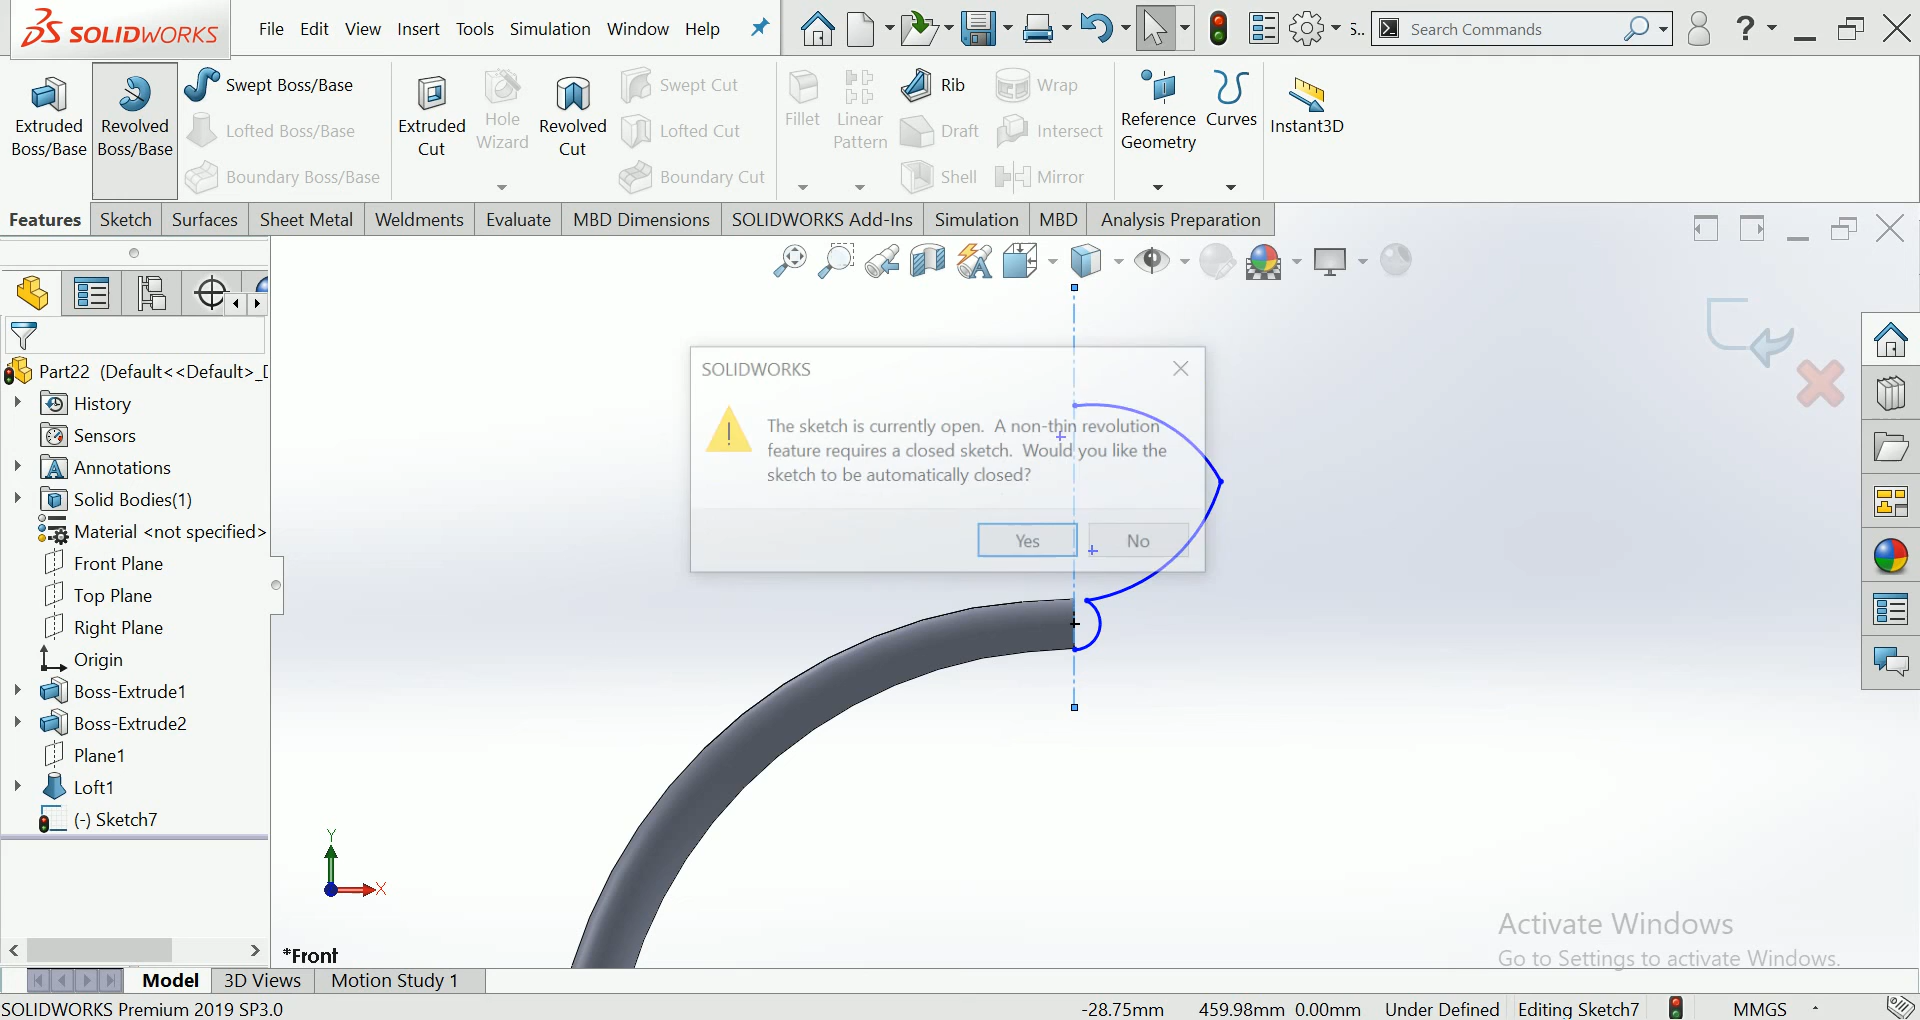 SOLIDWORKS File Edit View Insert Tools Simulation Window Help S... Search Commands ?
Extruded Boss/Base
Revolved Boss/Base
Swept Boss/Base
Lofted Boss/Base
Boundary Boss/Base
Extruded Cut
Hole Wizard
Revolved Cut
Swept Cut
Lofted Cut
Boundary Cut
Fillet
Linear Pattern
Rib
Draft
Shell
Wrap
Intersect
Mirror
Reference Geometry
Curves
Instant3D
Features Sketch Surfaces Sheet Metal Weldments Evaluate MBD Dimensions SOLIDWORKS Add-Ins Simulation MBD Analysis Preparation
Part22 (Default<<Default>_D
History
Sensors
Annotations
Solid Bodies(1)
Material <not specified>
Front Plane
Top Plane
Right Plane
Origin
Boss-Extrude1
Boss-Extrude2
Plane1
Loft1
(-) Sketch7
SOLIDWORKS
The sketch is currently open. A non-thin revolution
feature requires a closed sketch. Would you like the
sketch to be automatically closed?
Yes No
Y
X
*Front
Activate Windows
Go to Settings to activate Windows.
Model 3D Views Motion Study 1
SOLIDWORKS Premium 2019 SP3.0 -28.75mm 459.98mm 0.00mm Under Defined Editing Sketch7 MMGS